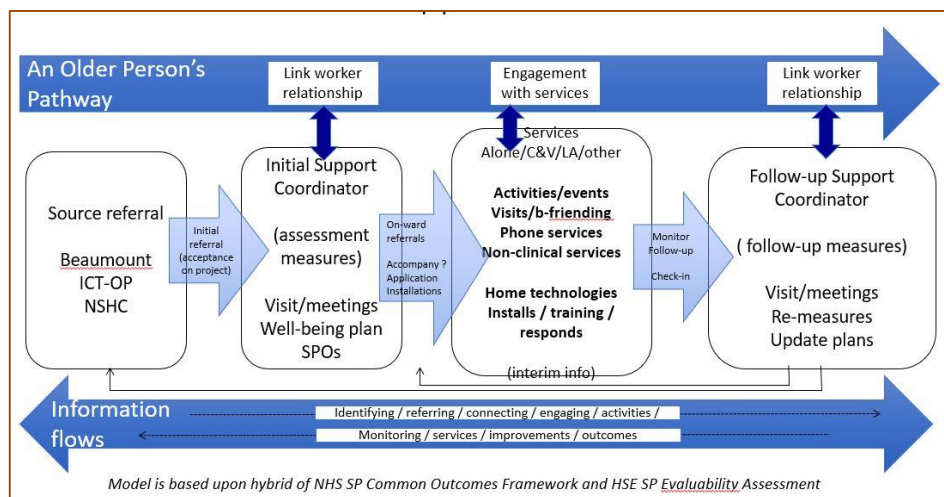 An Older Person's
Pathway
Link worker
relationship
Engagement
with services
Link worker
relationship
Source referral
Beaumount
ICT-OP
NSHC
Initial
referral
(acceptance
on project)
Initial Support
Coordinator
(assessment
measures)
Visit/meetings
Well-being plan
SPOs
On-ward
referrals
Accompany ?
Application
Installations
Services
Alone/C&V/LA/other
Activities/events
Visits/b-friending
Phone services
Non-clinical services
Home technologies
Installs / training /
responds
(interim info)
Monitor
Follow-up
Check-in
Follow-up Support
Coordinator
( follow-up measures)
Visit/meetings
Re-measures
Update plans
Information
flows
Identifying / referring / connecting / engaging / activities /
Monitoring / services / improvements / outcomes
Model is based upon hybrid of NHS SP Common Outcomes Framework and HSE SP Evaluability Assessment